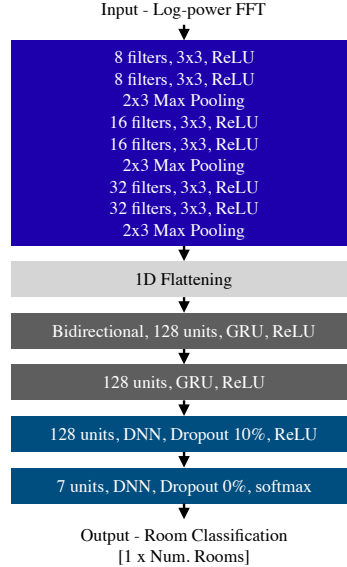 Input - Log-power FFT
8 filters, 3x3, ReLU
8 filters, 3x3, ReLU
2x3 Max Pooling
16 filters, 3x3, ReLU
16 filters, 3x3, ReLU
2x3 Max Pooling
32 filters, 3x3, ReLU
32 filters, 3x3, ReLU
2x3 Max Pooling
1D Flattening
Bidirectional, 128 units, GRU, ReLU
128 units, GRU, ReLU
128 units, DNN, Dropout 10%, ReLU
7 units, DNN, Dropout 0%, softmax
Output - Room Classification
[1 x Num. Rooms]